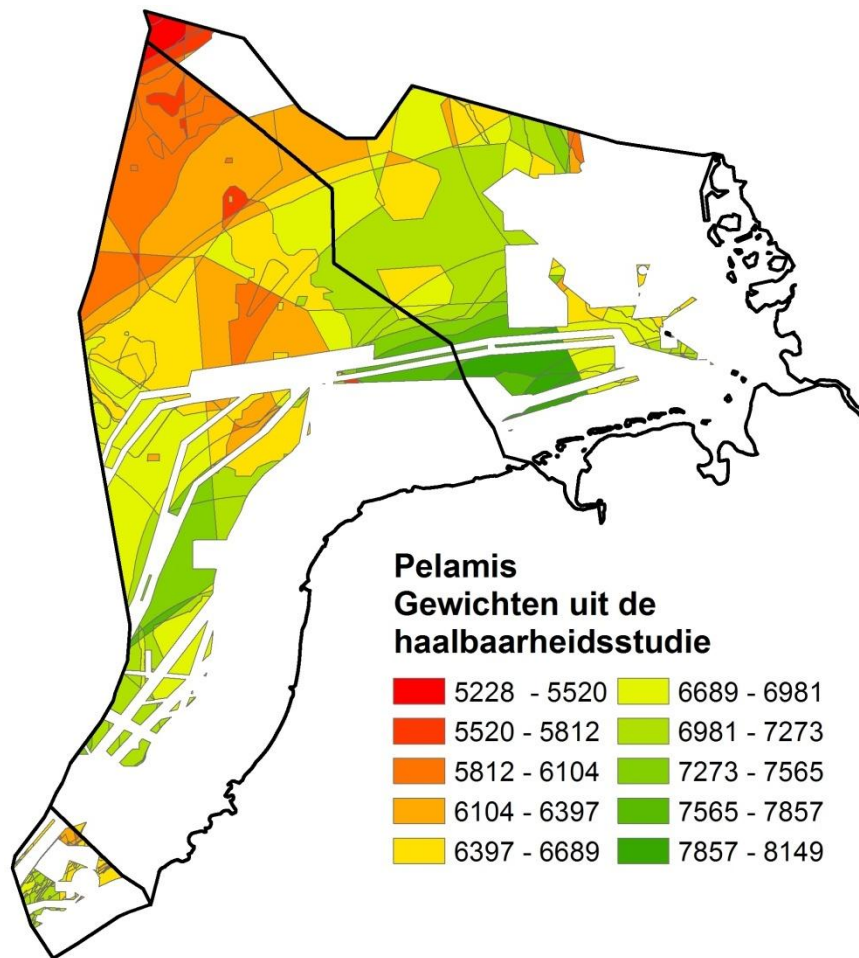 Pelamis
Gewichten uit de
haalbaarheidsstudie
5228 - 5520
5520 - 5812
5812 - 6104
6104 - 6397
6397 - 6689
6689 - 6981
6981 - 7273
7273 - 7565
7565 - 7857
7857 - 8149